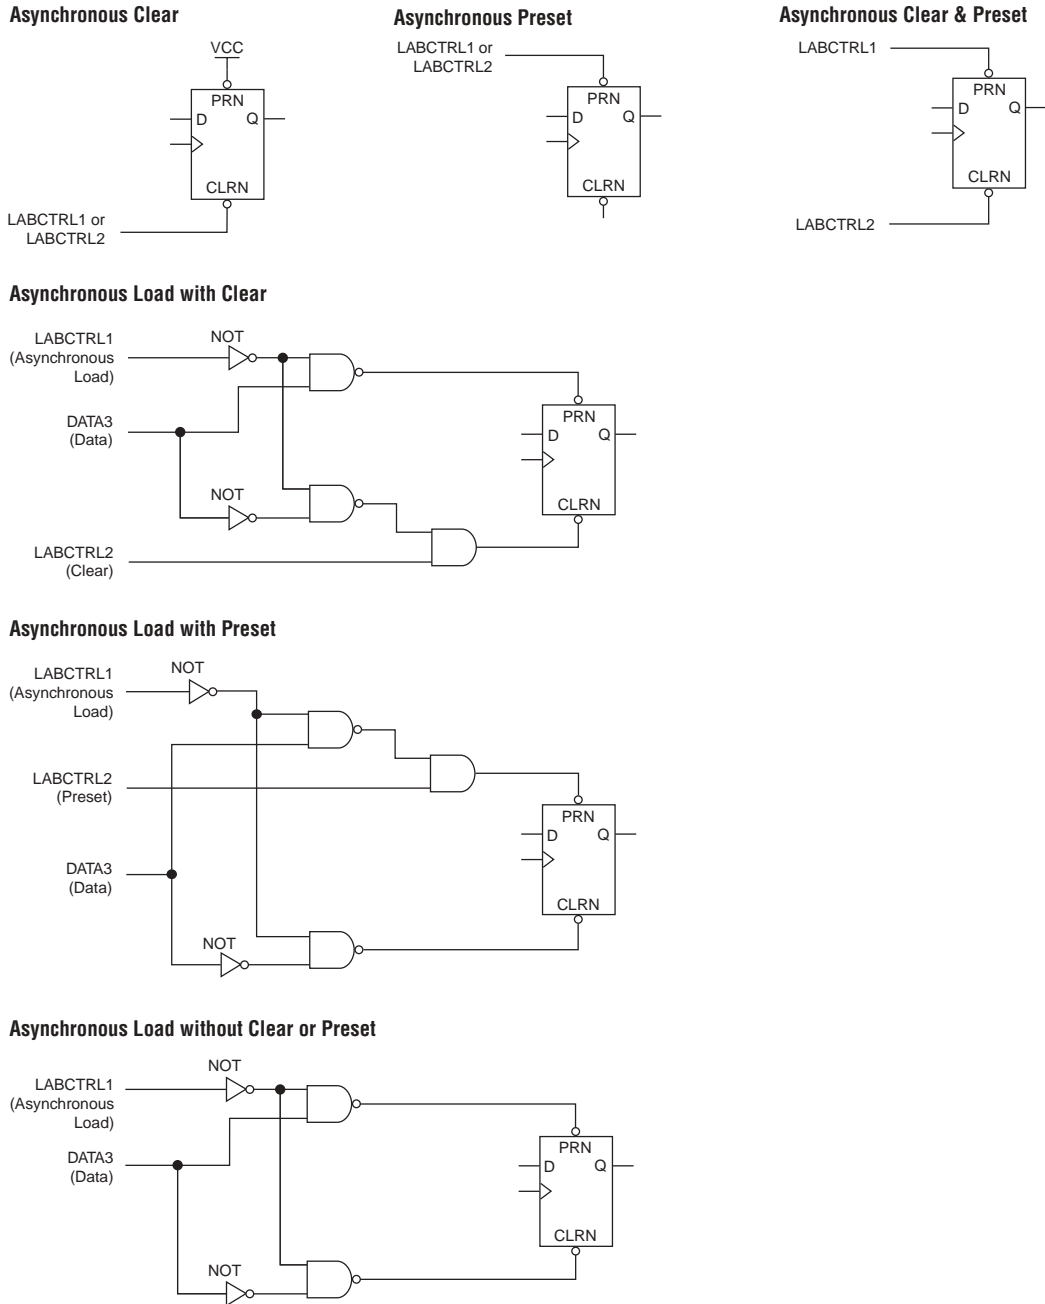 Asynchronous Clear
VCC
PRN
D Q
CLRN
LABCTRL1 or
LABCTRL2
Asynchronous Preset
LABCTRL1 or
LABCTRL2
PRN
D Q
CLRN
Asynchronous Clear & Preset
LABCTRL1
PRN
D Q
CLRN
LABCTRL2
Asynchronous Load with Clear
LABCTRL1
(Asynchronous
Load)
NOT
DATA3
(Data)
NOT
LABCTRL2
(Clear)
PRN
D Q
CLRN
Asynchronous Load with Preset
LABCTRL1
(Asynchronous
Load)
NOT
LABCTRL2
(Preset)
DATA3
(Data)
NOT
PRN
D Q
CLRN
Asynchronous Load without Clear or Preset
LABCTRL1
(Asynchronous
Load)
NOT
DATA3
(Data)
NOT
PRN
D Q
CLRN